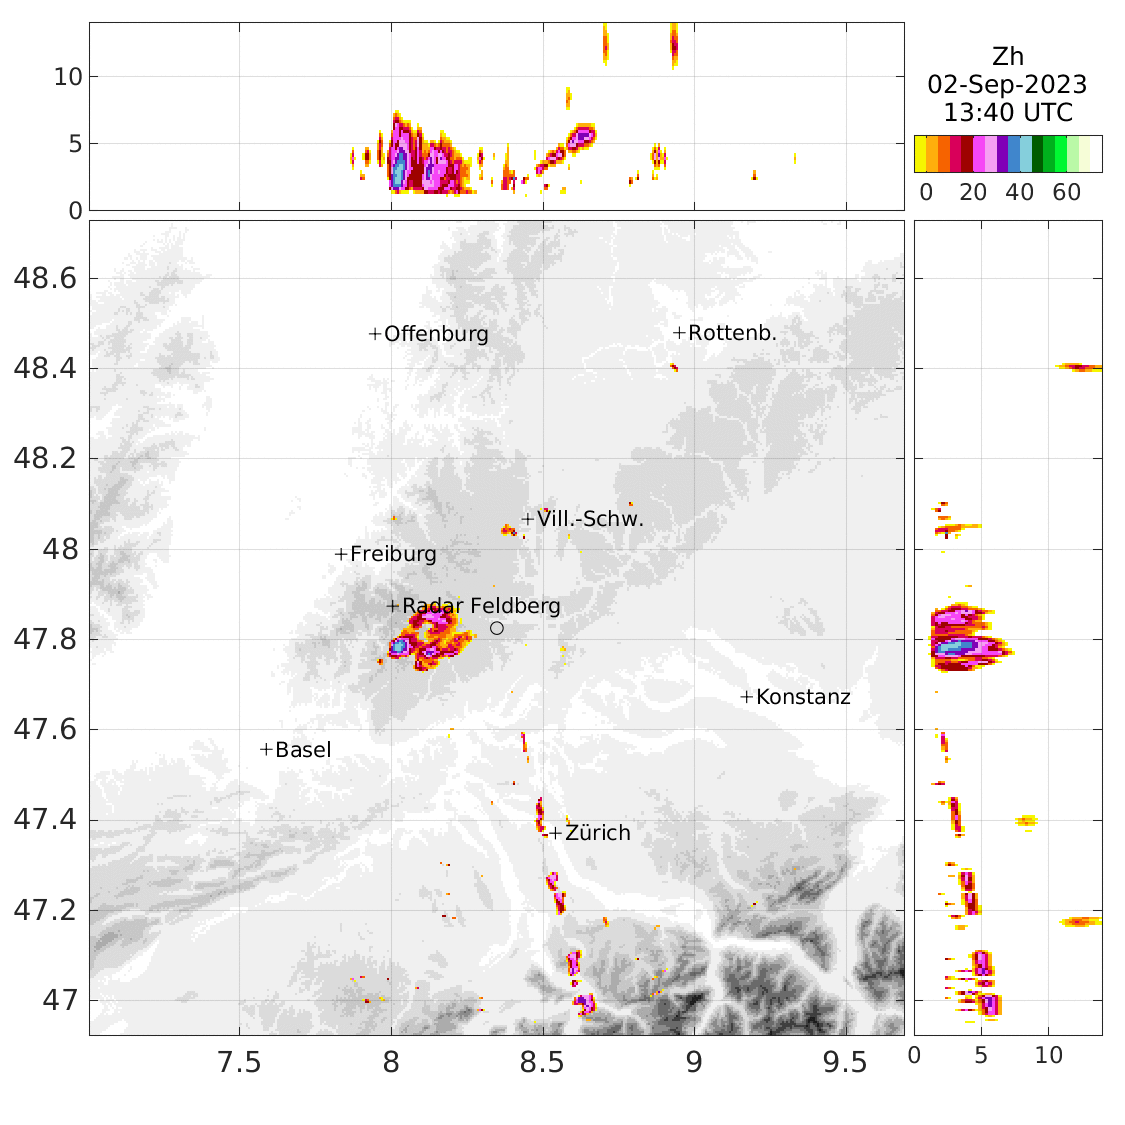 10
5
0
Zh
02-Sep-2023
13:40 UTC
0 20 40 60
48.6
48.4
48.2
48
47.8
47.6
47.4
47.2
47
+Offenburg
+Rottenb.
+Vill.-Schw.
+Freiburg
+Radar Feldberg
+Konstanz
+Basel
+Zürich
7.5 8 8.5 9 9.5
0 5 10